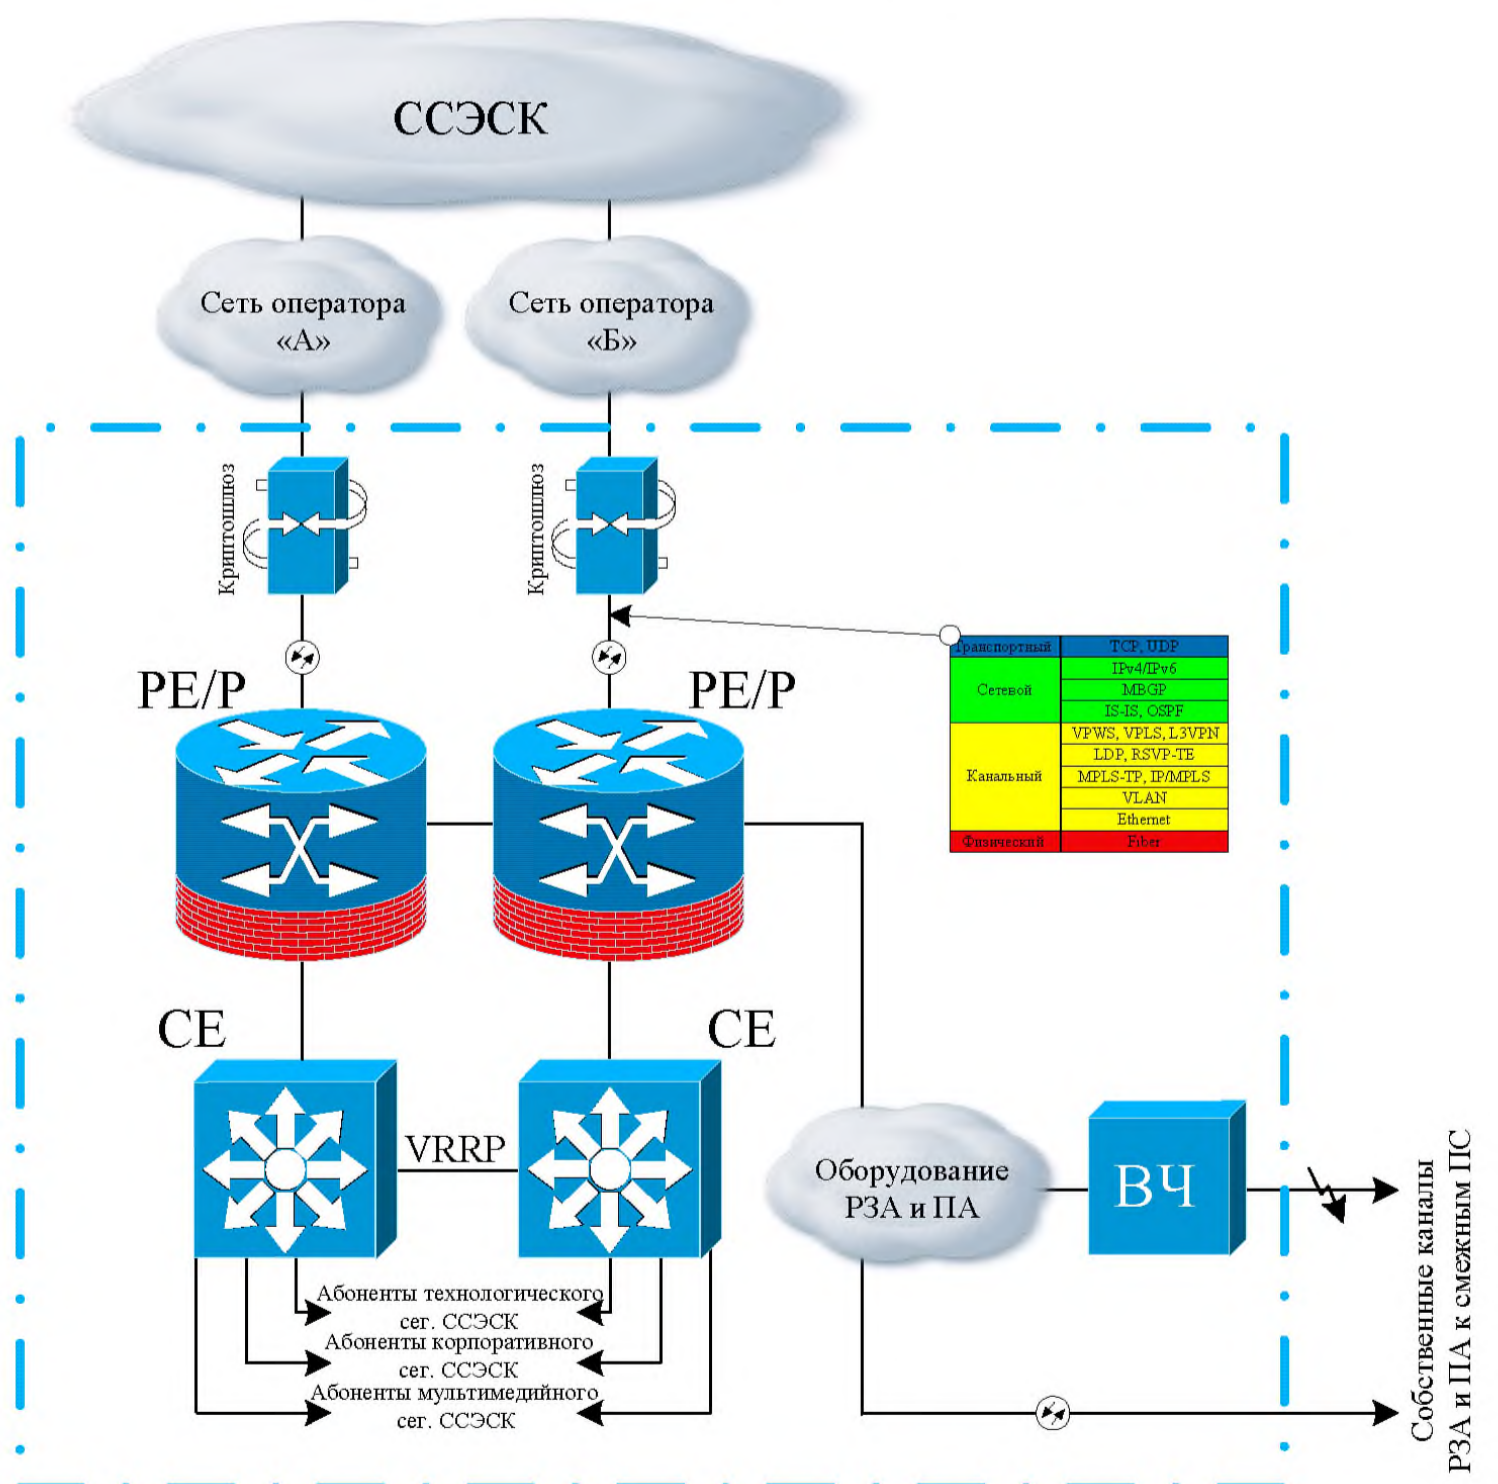 ССЭСК
Сеть оператора
«А»
Сеть оператора
«Б»
Криптошлюз
Криптошлюз
PE/P
PE/P
Транспортный
TCP, UDP
Сетевой
IPv4/IPv6
MBGP
IS-IS, OSPF
Канальный
VPWS, VPLS, L3VPN
LDP, RSVP-TE
MPLS-TP, IP/MPLS
VLAN
Ethernet
Физический
Fiber
CE
CE
VRRP
Оборудование
РЗА и ПА
ВЧ
Абоненты технологического
сег. ССЭСК
Абоненты корпоративного
сег. ССЭСК
Абоненты мультимедийного
сег. ССЭСК
Собственные каналы
РЗА и ПА к смежным ПС